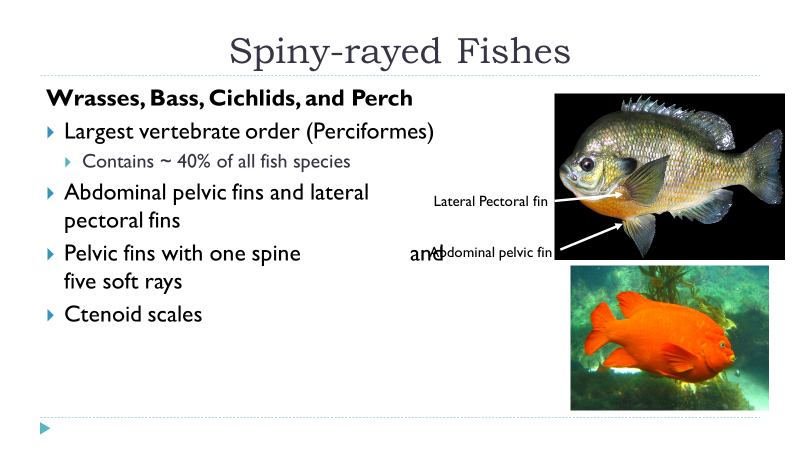 Spiny-rayed Fishes
Wrasses, Bass, Cichlids, and Perch
Largest vertebrate order (Perciformes)
Contains ~ 40% of all fish species
Abdominal pelvic fins and lateral
pectoral fins
Pelvic fins with one spine and
five soft rays
Ctenoid scales
Lateral Pectoral fin
Abdominal pelvic fin